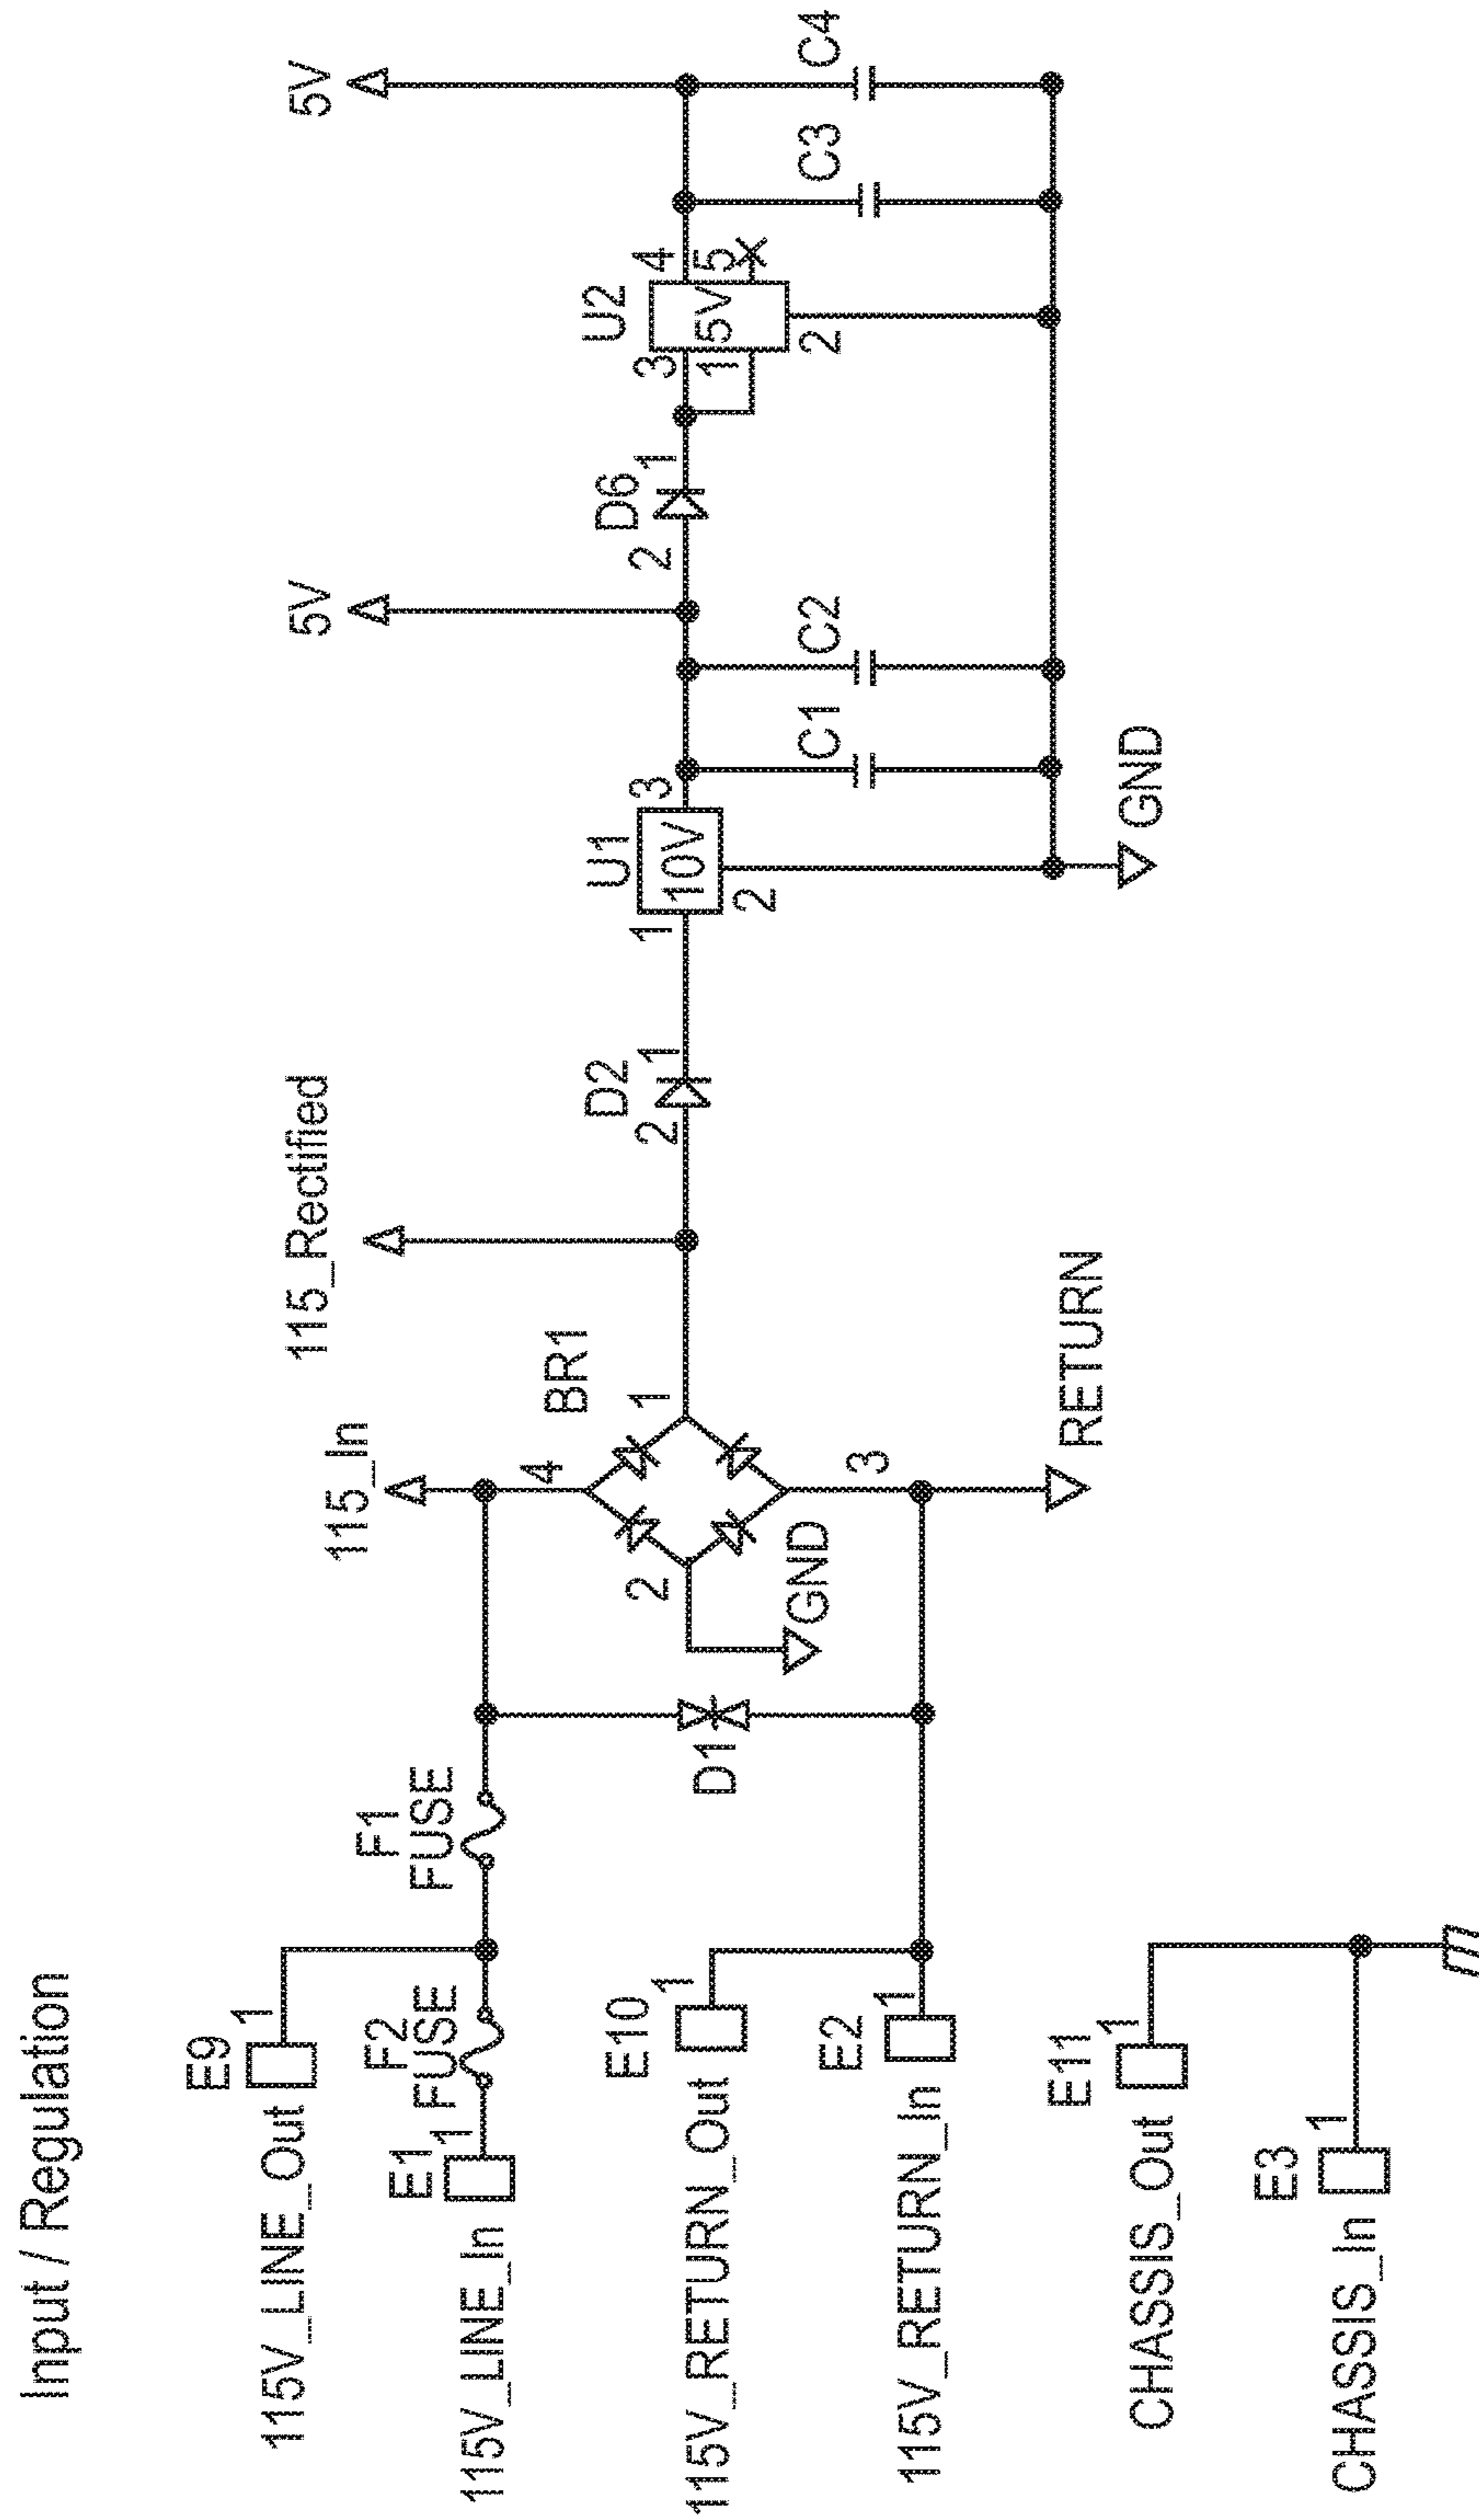 Input / Regulation
E9
1
115V_LINE_Out
E1
1
115V_LINE_In
F2
FUSE
F1
FUSE
E10
1
115V_RETURN_Out
E2
1
115V_RETURN_In
E11
1
CHASSIS_Out
E3
1
CHASSIS_In
D1
115_In
4
BR1
1
2
GND
3
RETURN
115_Rectified
D2
2
1
U1
1
10V
3
2
GND
C1
C2
5V
D6
2
1
U2
3
4
1
5V
5
2
C3
C4
5V